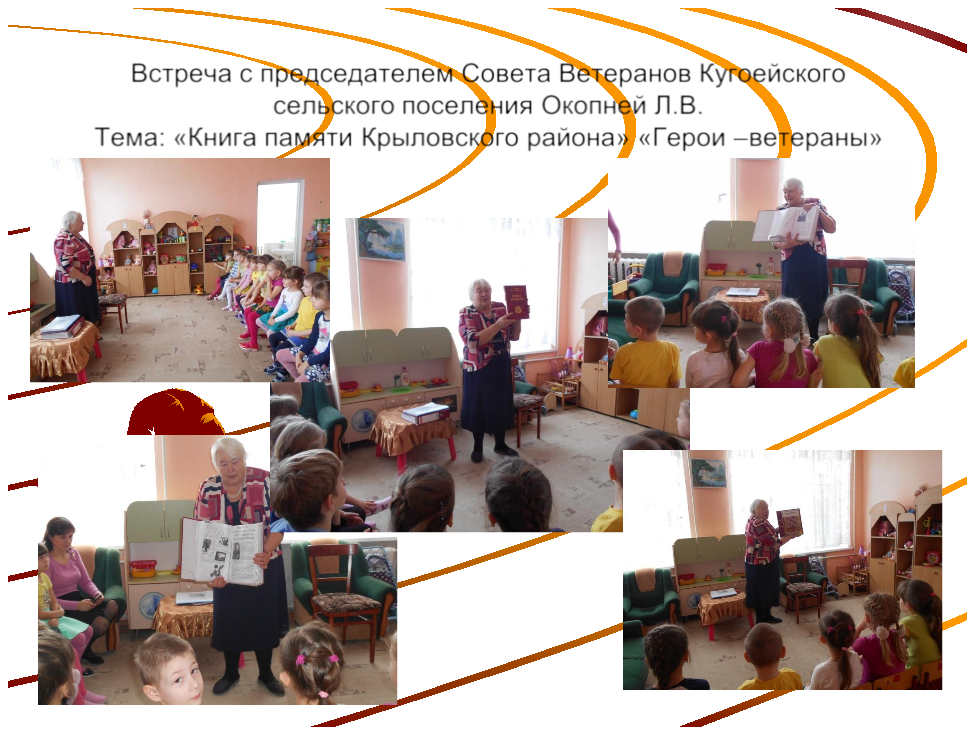 Встреча с председателем Совета Ветеранов Кугоейского
сельского поселения Окопней Л.В.
Тема: «Книга памяти Крыловского района» «Герои –ветераны»